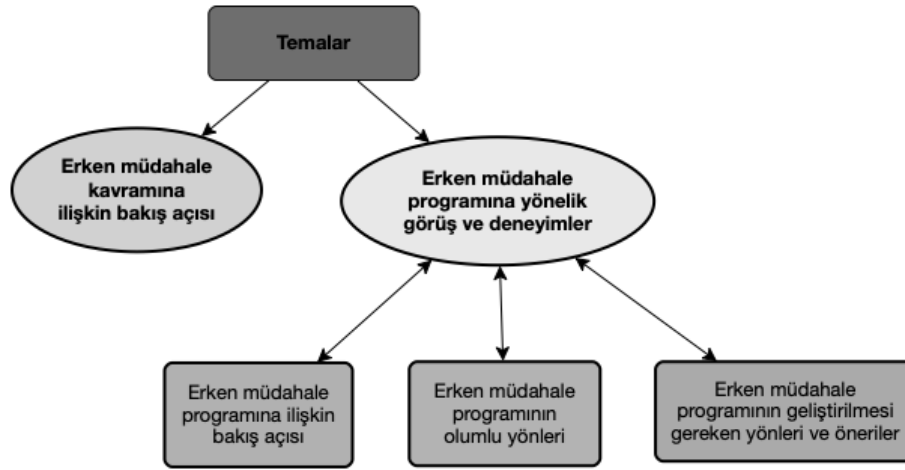 Temalar
Erken müdahale
kavramına
ilişkin bakış açısı
Erken müdahale
programına yönelik
görüş ve deneyimler
Erken müdahale
programına ilişkin
bakış açısı
Erken müdahale
programının
olumlu yönleri
Erken müdahale
programının geliştirilmesi
gereken yönleri ve öneriler